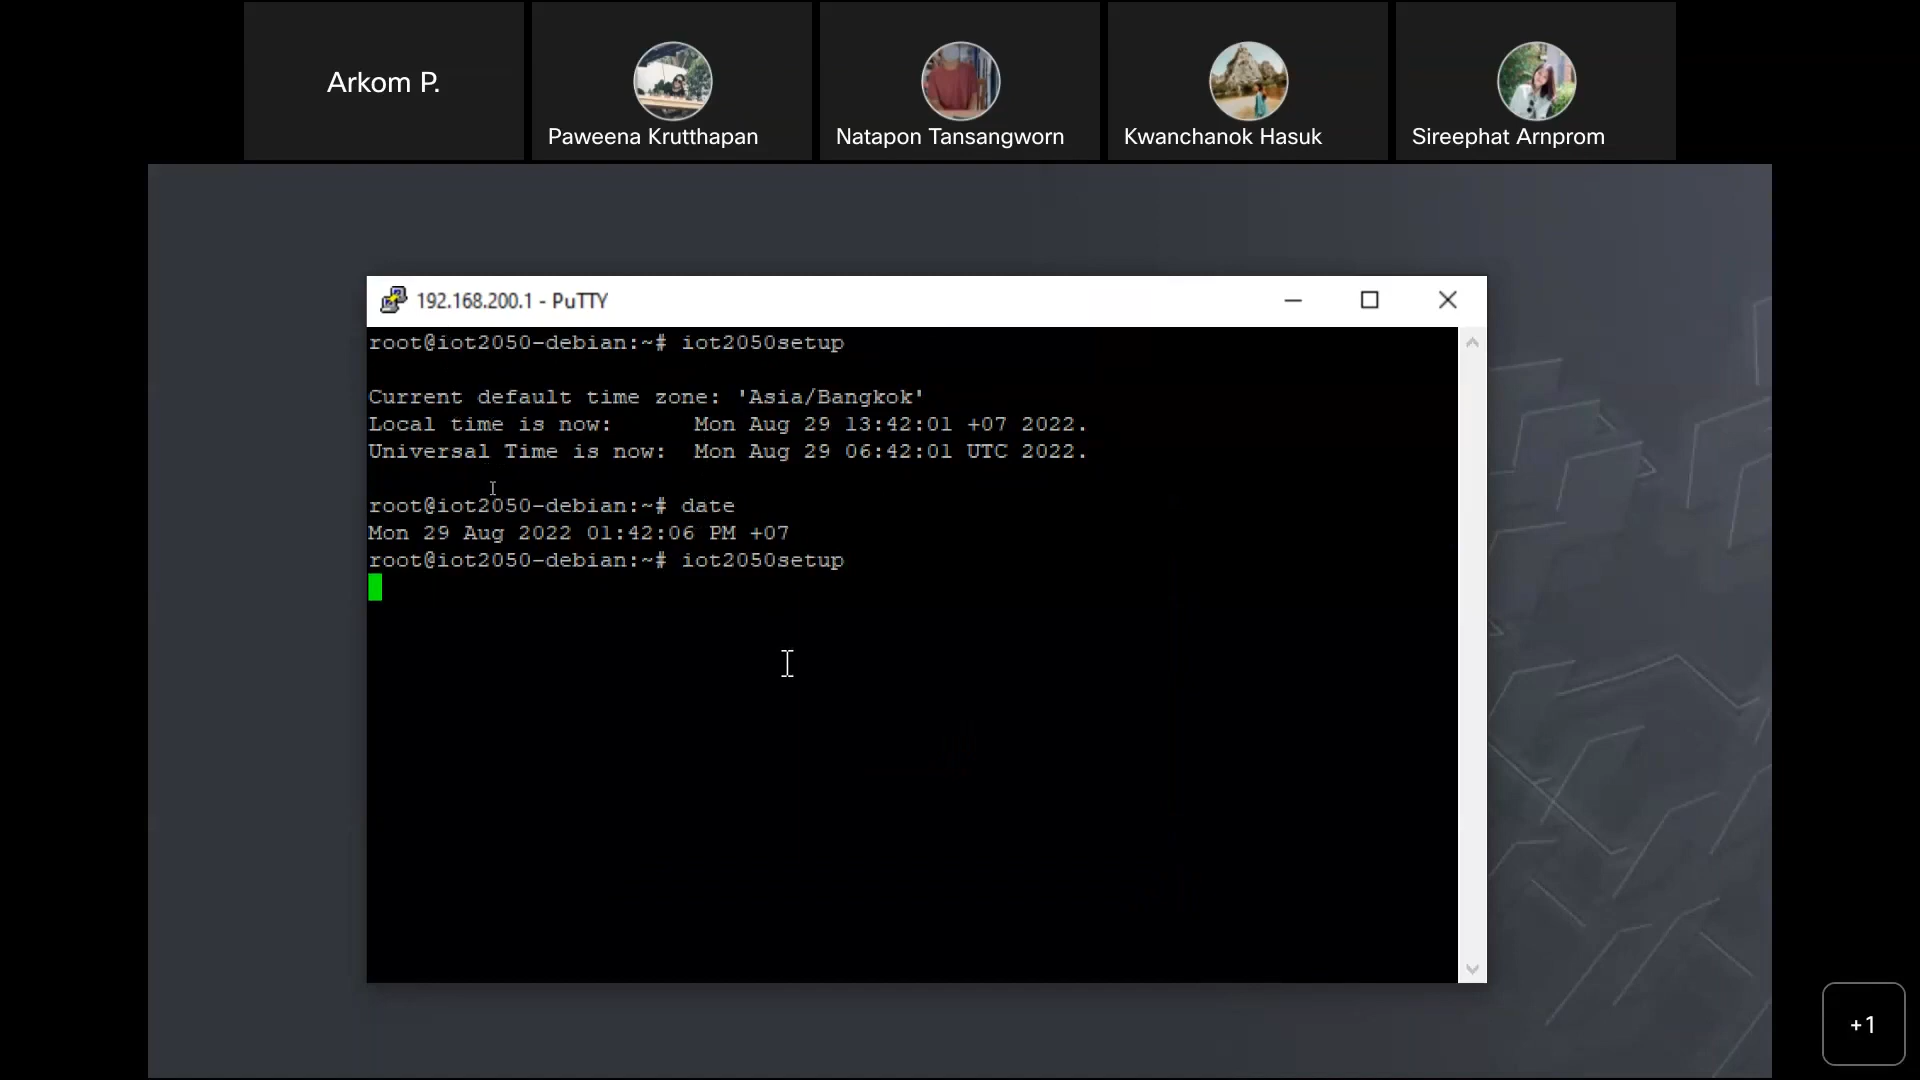 Arkom P.
Paweena Krutthapan
Natapon Tansangworn
Kwanchanok Hasuk
Sireephat Arnprom
192.168.200.1 - PuTTY
root@iot2050-debian:~# iot2050setup
Current default time zone: 'Asia/Bangkok'
Local time is now:      Mon Aug 29 13:42:01 +07 2022.
Universal Time is now:  Mon Aug 29 06:42:01 UTC 2022.
root@iot2050-debian:~# date
Mon 29 Aug 2022 01:42:06 PM +07
root@iot2050-debian:~# iot2050setup
+1